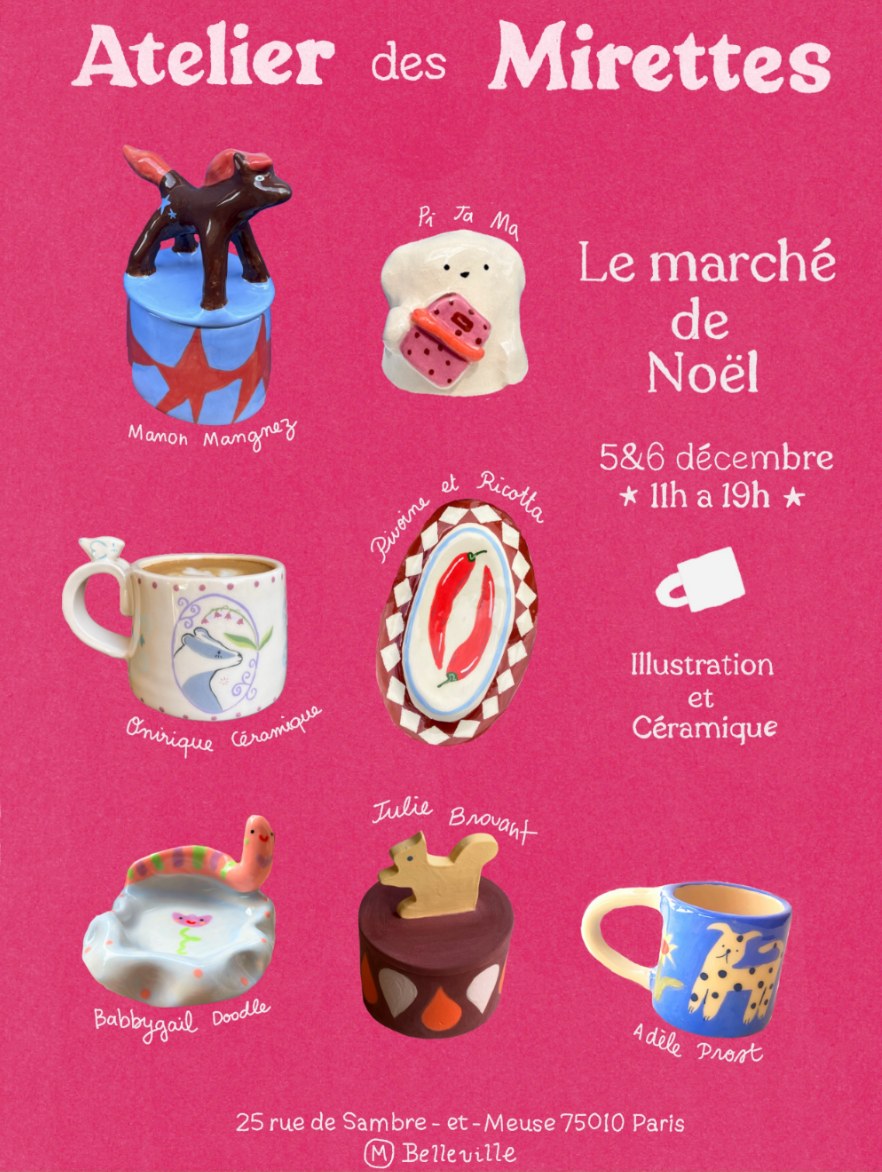 Atelier des Mirettes
Manon Mangnez
Pi Ja Ma
Le marché
de
Noël
5&6 décembre
★ 11h a 19h ★
Pivoine et Ricotta
Onirique Céramique
Illustration
et
Céramique
Babbygail Doodle
Julie Brouant
Adèle Prost
25 rue de Sambre-et-Meuse 75010 Paris
M Belleville